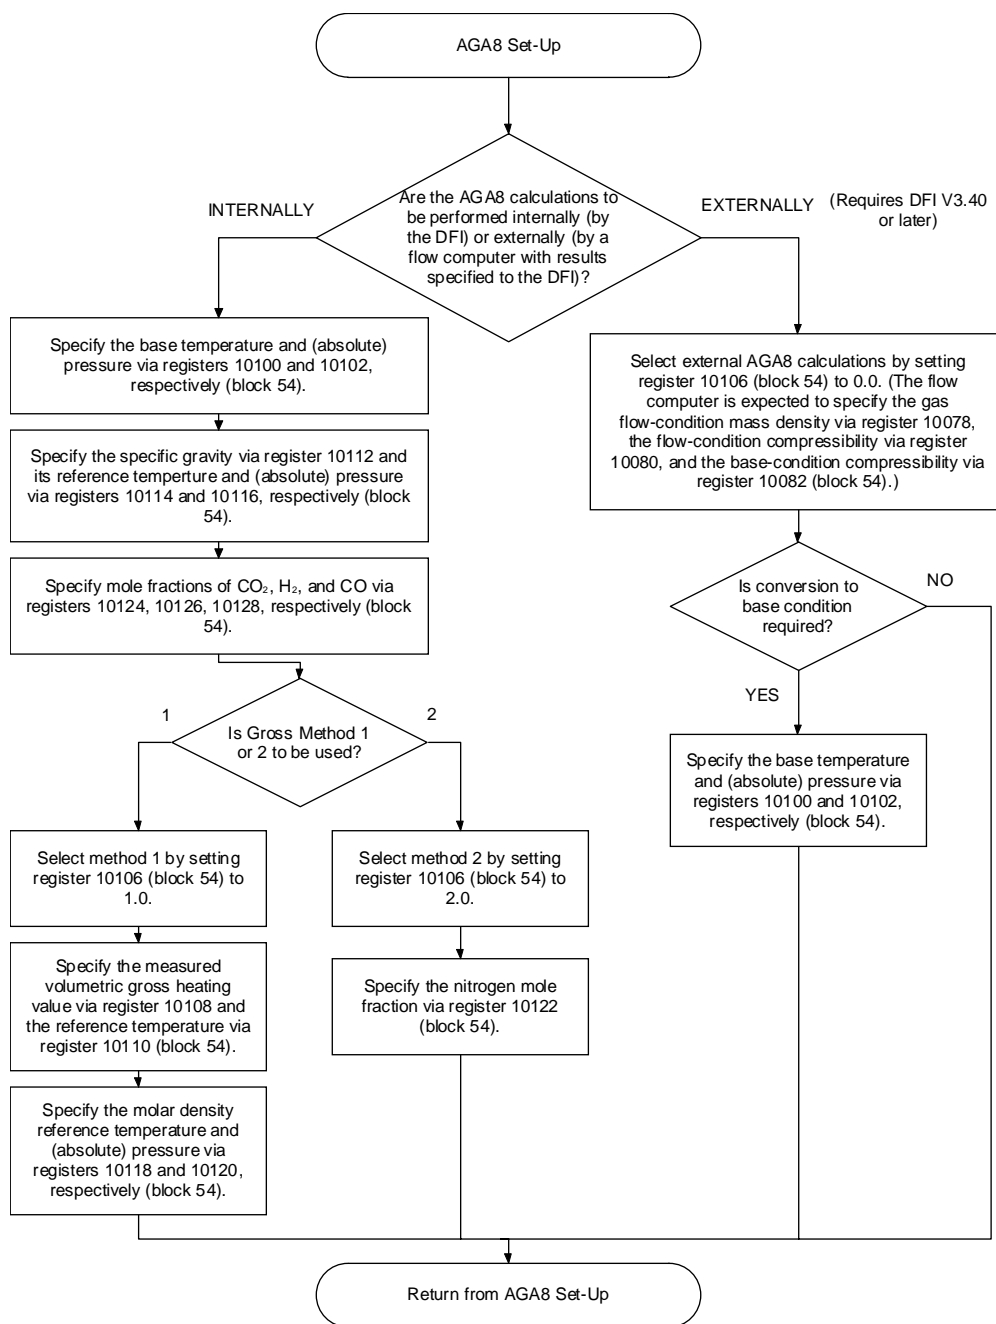 AGA8 Set-Up
Are the AGA8 calculations to
be performed internally (by
the DFI) or externally (by a
flow computer with results
specified to the DFI)?
INTERNALLY
EXTERNALLY
(Requires DFI V3.40
or later)
Specify the base temperature and (absolute)
pressure via registers 10100 and 10102,
respectively (block 54).
Specify the specific gravity via register 10112 and
its reference temperture and (absolute) pressure
via registers 10114 and 10116, respectively (block
54).
Specify mole fractions of CO₂, H₂, and CO via
registers 10124, 10126, 10128, respectively (block
54).
Is Gross Method 1
or 2 to be used?
1
2
Select method 1 by setting
register 10106 (block 54) to
1.0.
Specify the measured
volumetric gross heating
value via register 10108 and
the reference temperature via
register 10110 (block 54).
Specify the molar density
reference temperature and
(absolute) pressure via
registers 10118 and 10120,
respectively (block 54).
Select method 2 by setting
register 10106 (block 54) to
2.0.
Specify the nitrogen mole
fraction via register 10122
(block 54).
Select external AGA8 calculations by setting
register 10106 (block 54) to 0.0. (The flow
computer is expected to specify the gas
flow-condition mass density via register 10078,
the flow-condition compressibility via register
10080, and the base-condition compressibility via
register 10082 (block 54).)
Is conversion to
base condition
required?
NO
YES
Specify the base temperature
and (absolute) pressure via
registers 10100 and 10102,
respectively (block 54).
Return from AGA8 Set-Up